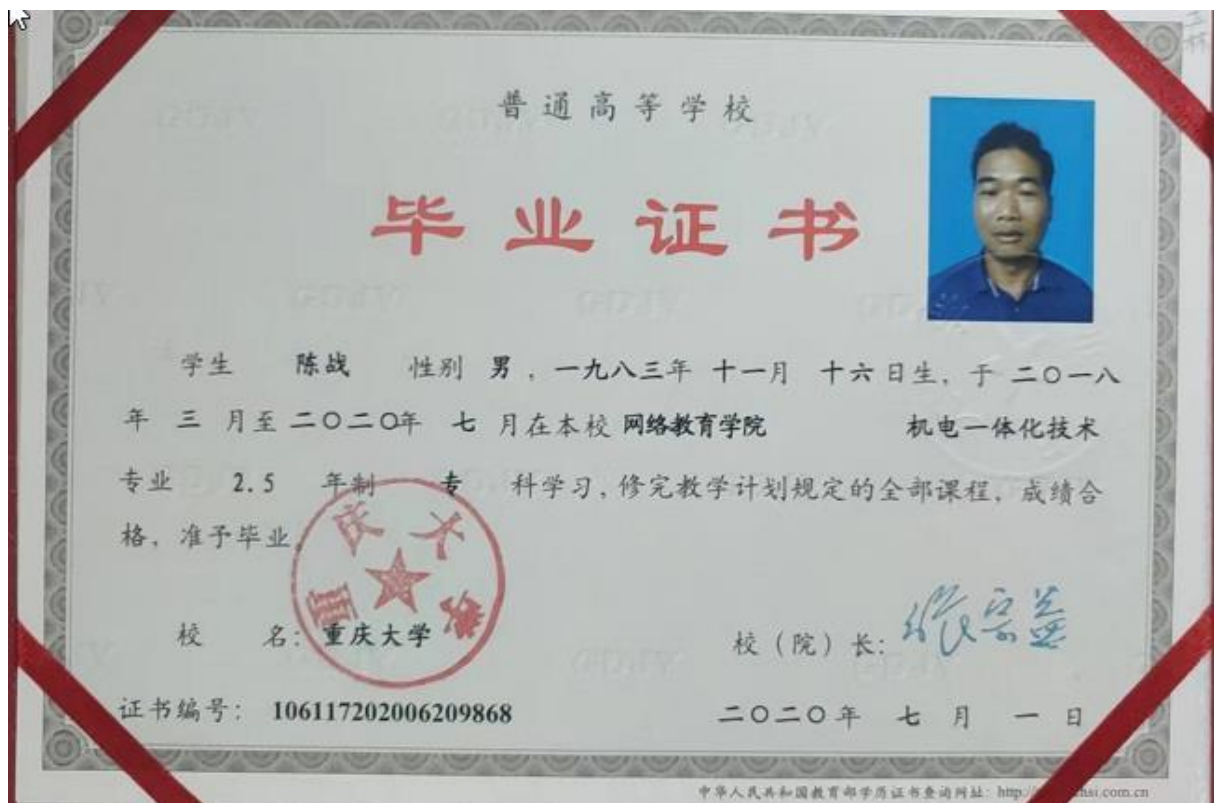 普通高等学校
毕业证书
学生 陈战 性别 男，一九八三年 十一月 十六日生，于 二〇一八
年 三 月至 二〇二〇年 七 月在本校 网络教育学院 机电一体化技术
专业 2.5 年制 专 科学习，修完教学计划规定的全部课程，成绩合
格，准予毕业。
重庆大学
校 名：重庆大学
校（院）长：张宗益
证书编号： 106117202006209868
二〇二〇年 七 月 一 日
中华人民共和国教育部学历证书查询网址：http://
hsi.com.cn